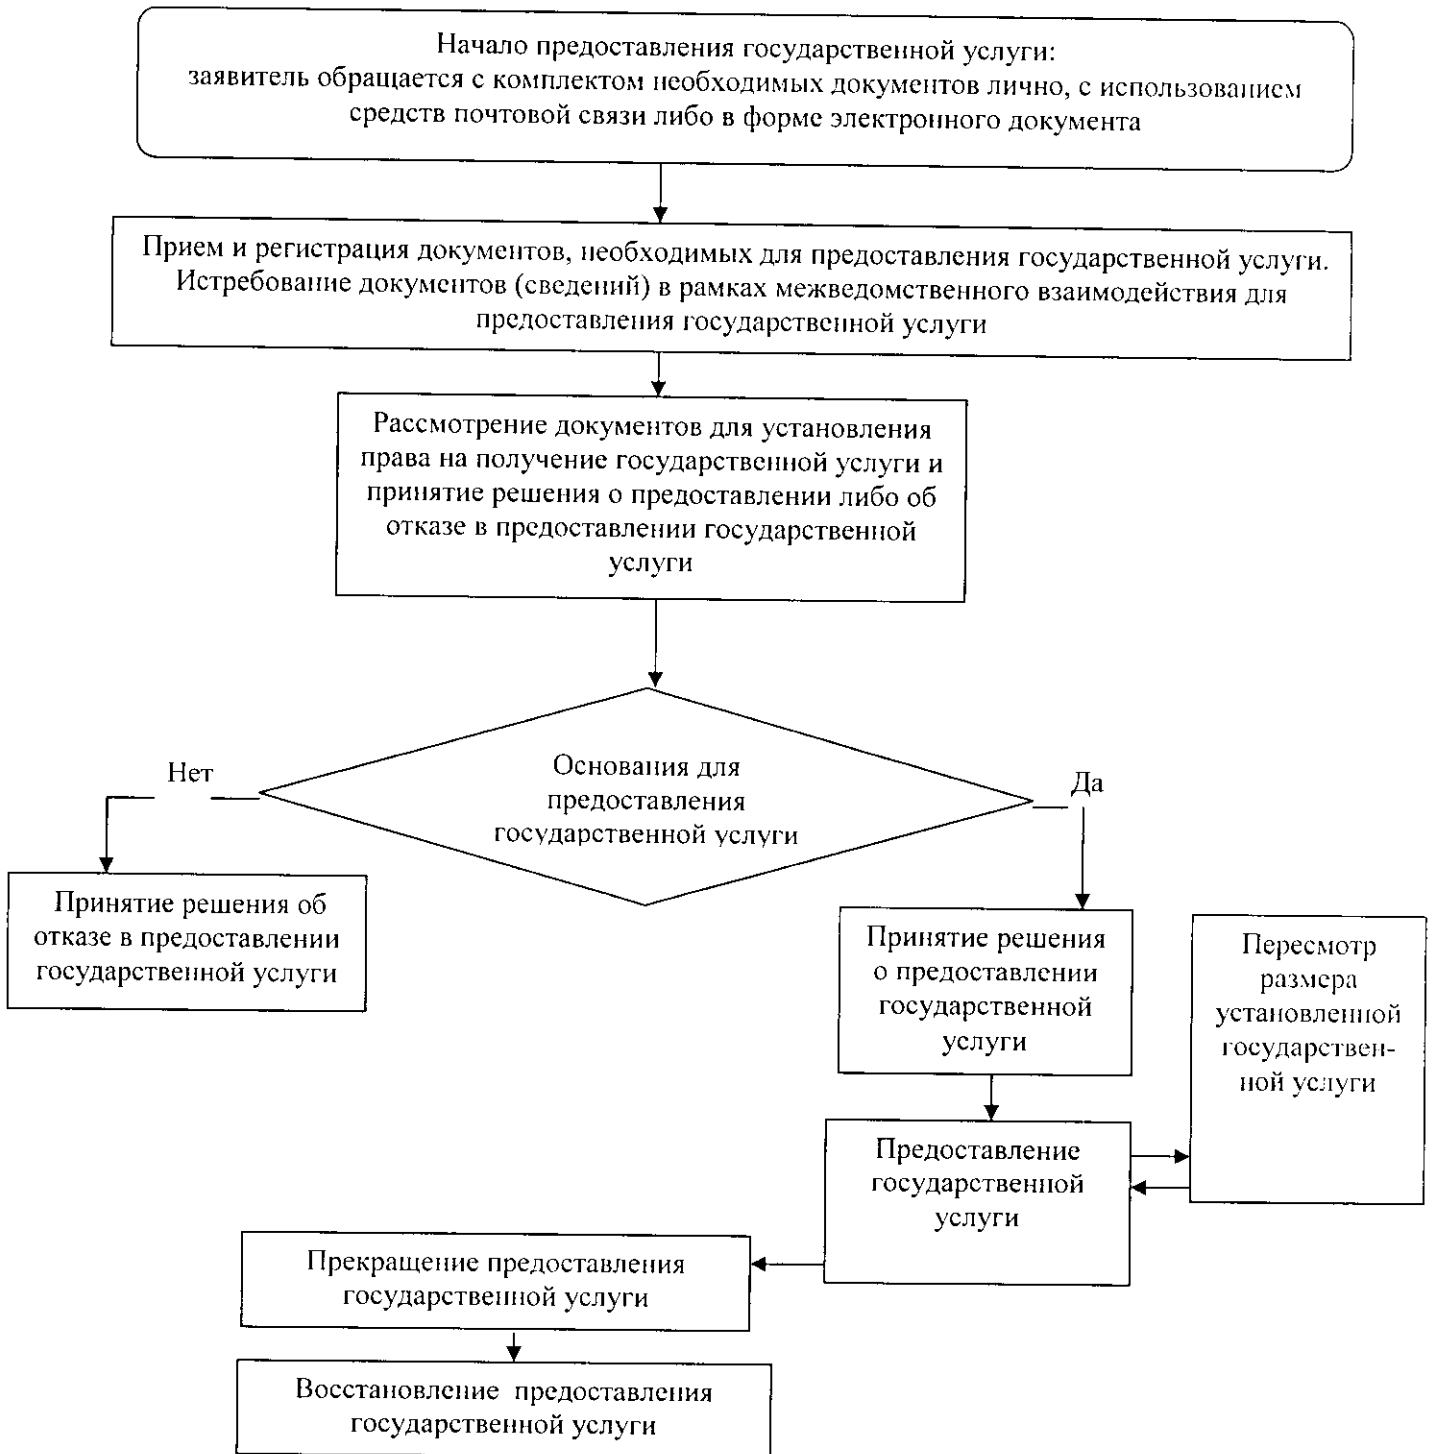 Начало предоставления государственной услуги:
заявитель обращается с комплектом необходимых документов лично, с использованием
средств почтовой связи либо в форме электронного документа
Прием и регистрация документов, необходимых для предоставления государственной услуги.
Истребование документов (сведений) в рамках межведомственного взаимодействия для
предоставления государственной услуги
Рассмотрение документов для установления
права на получение государственной услуги и
принятие решения о предоставлении либо об
отказе в предоставлении государственной
услуги
Нет
Основания для
предоставления
государственной услуги
Да
Принятие решения об
отказе в предоставлении
государственной услуги
Принятие решения
о предоставлении
государственной
услуги
Пересмотр
размера
установленной
государствен-
ной услуги
Предоставление
государственной
услуги
Прекращение предоставления
государственной услуги
Восстановление предоставления
государственной услуги